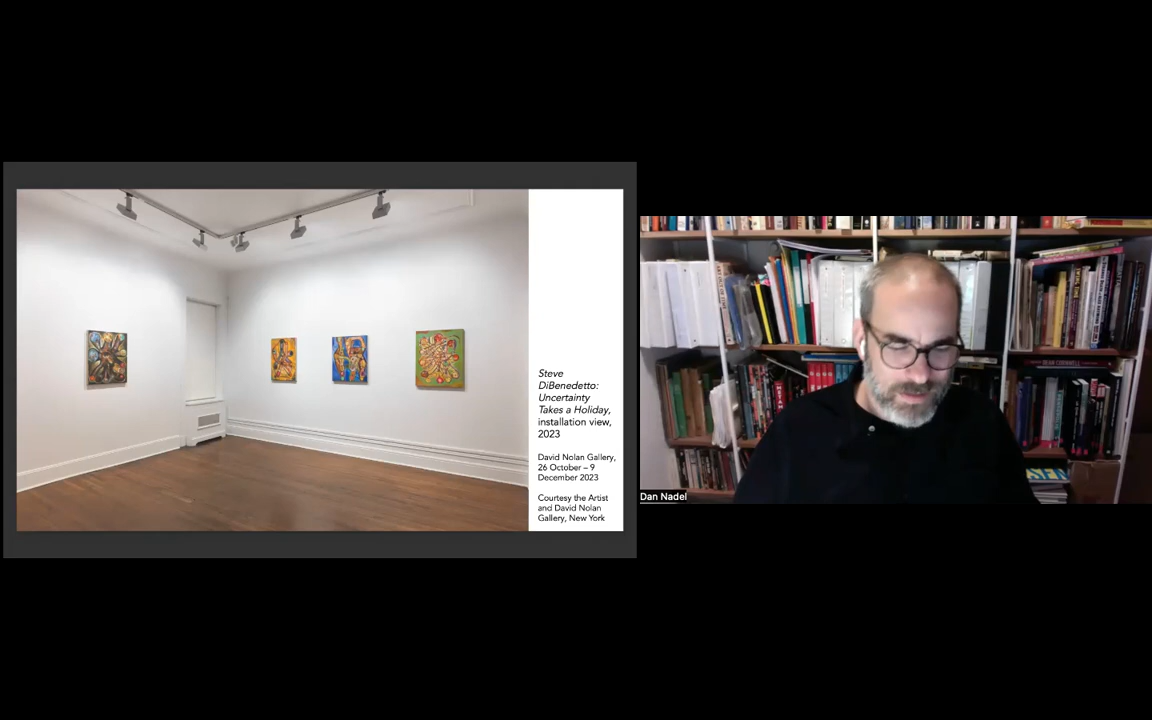 Steve
DiBenedetto:
Uncertainty
Takes a Holiday,
installation view,
2023
David Nolan Gallery,
26 October – 9
December 2023
Courtesy the Artist
and David Nolan
Gallery, New York
Dan Nadel